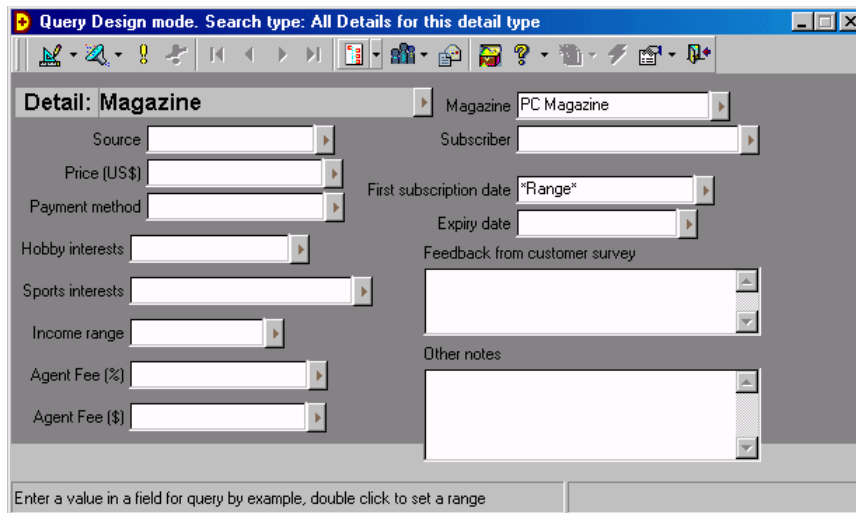 Query Design mode. Search type: All Details for this detail type
Detail: Magazine
Magazine PC Magazine
Source
Subscriber
Price (US$)
First subscription date *Range*
Payment method
Expiry date
Hobby interests
Feedback from customer survey
Sports interests
Income range
Other notes
Agent Fee (%)
Agent Fee ($)
Enter a value in a field for query by example, double click to set a range